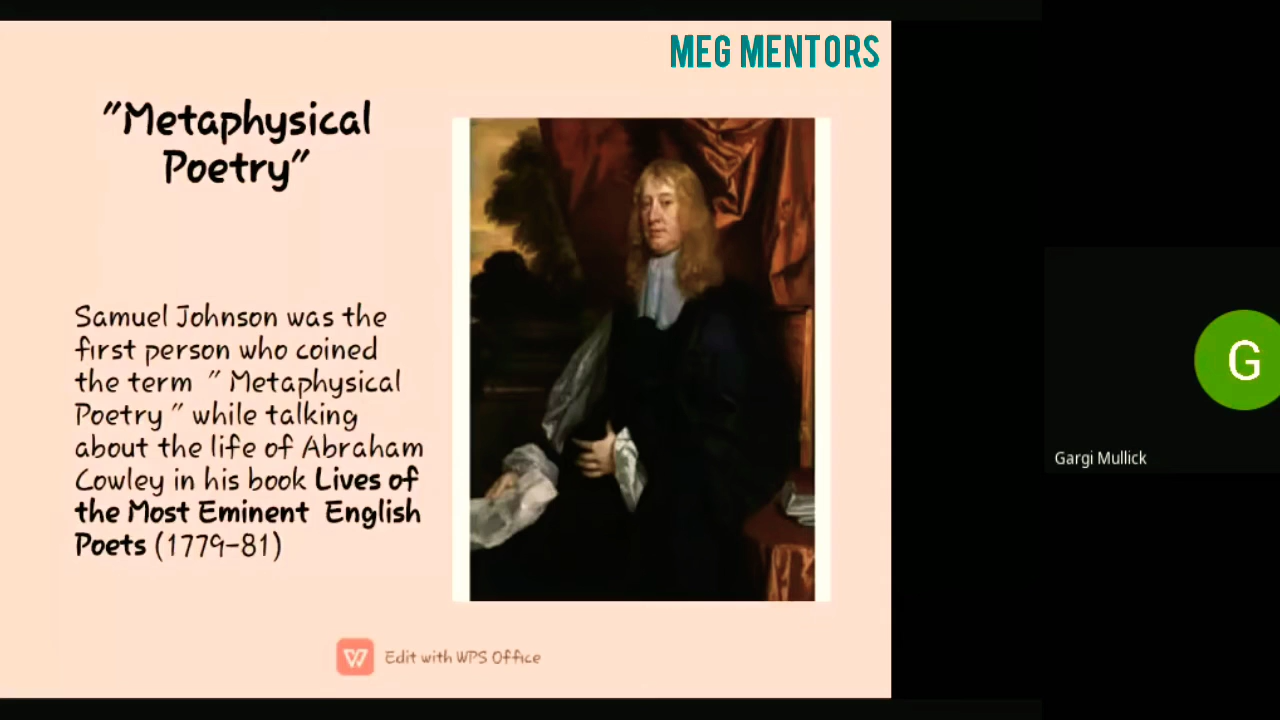 MEG MENTORS
"Metaphysical
Poetry"
Samuel Johnson was the
first person who coined
the term " Metaphysical
Poetry " while talking
about the life of Abraham
Cowley in his book Lives of
the Most Eminent English
Poets (1779-81)
Edit with WPS Office
G
Gargi Mullick